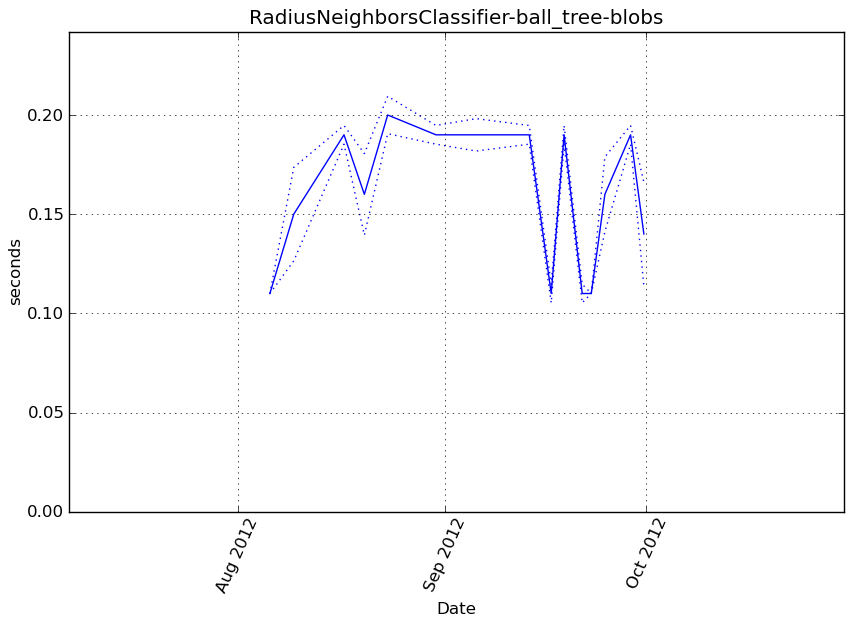 RadiusNeighborsClassifier-ball_tree-blobs
0.20
0.15
0.10
0.05
0.00
seconds
Aug 2012
Sep 2012
Oct 2012
Date